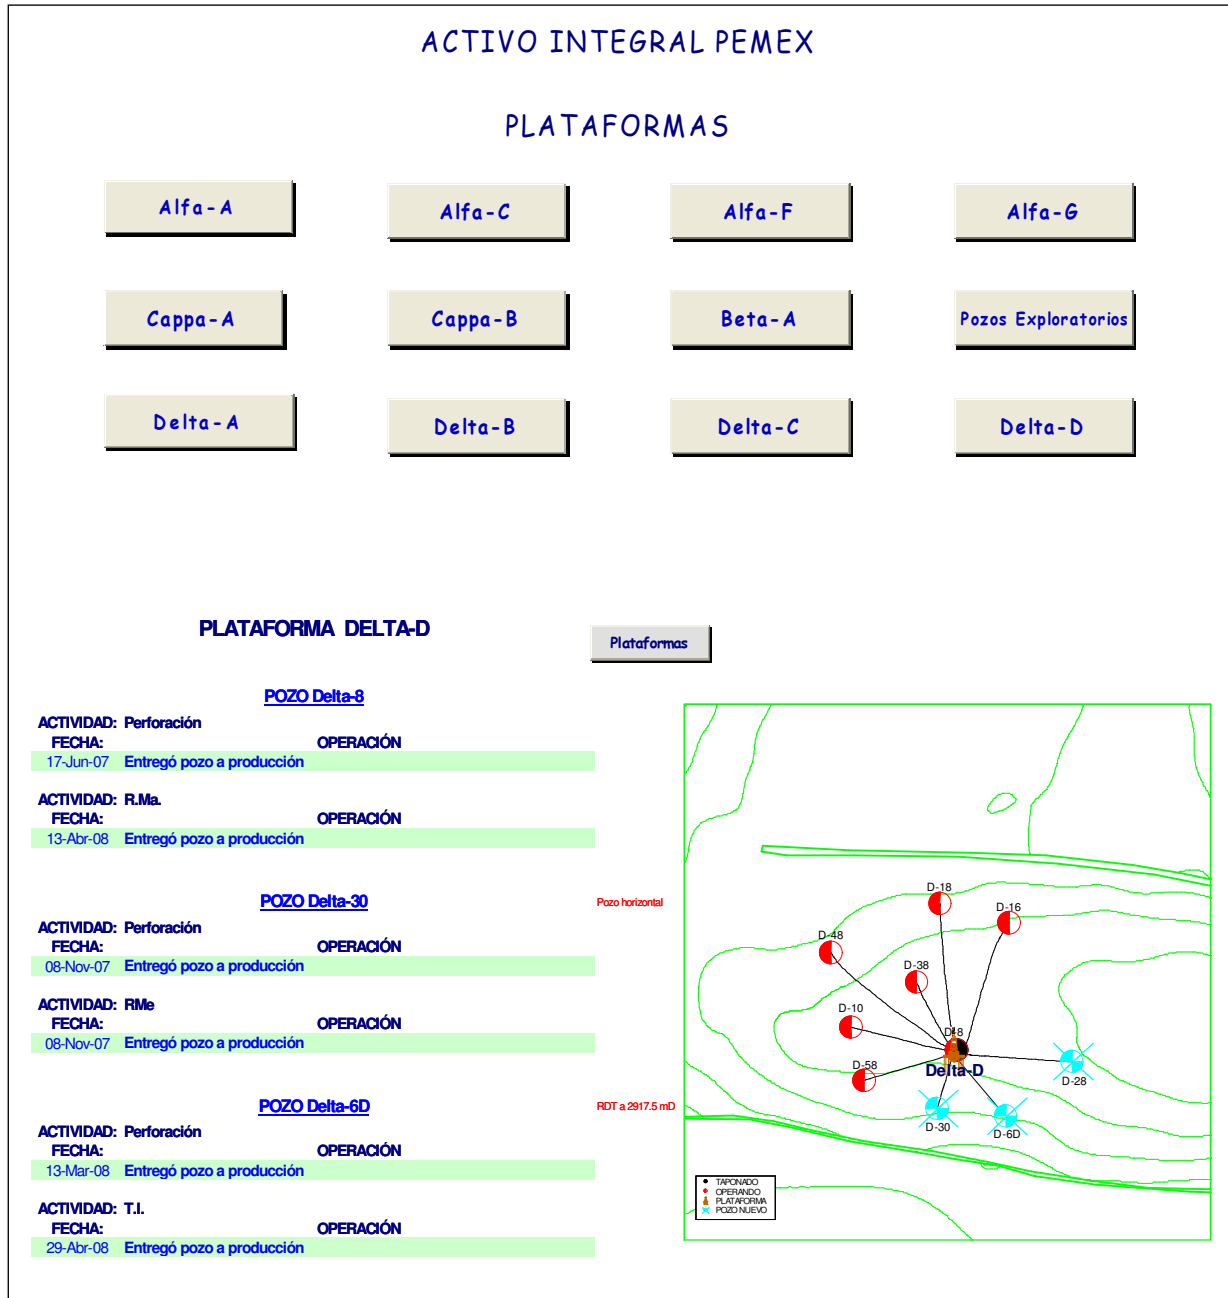 ACTIVO INTEGRAL PEMEX
PLATAFORMAS
Alfa-A
Alfa-C
Alfa-F
Alfa-G
Cappa-A
Cappa-B
Beta-A
Pozos Exploratorios
Delta-A
Delta-B
Delta-C
Delta-D
PLATAFORMA DELTA-D
Plataformas
POZO Delta-8
ACTIVIDAD: Perforación
FECHA: OPERACIÓN
17-Jun-07 Entregó pozo a producción
ACTIVIDAD: R.Ma.
FECHA: OPERACIÓN
13-Abr-08 Entregó pozo a producción
POZO Delta-30
Pozo horizontal
ACTIVIDAD: Perforación
FECHA: OPERACIÓN
08-Nov-07 Entregó pozo a producción
ACTIVIDAD: RMe
FECHA: OPERACIÓN
08-Nov-07 Entregó pozo a producción
POZO Delta-6D
RDT a 2917.5 mD
ACTIVIDAD: Perforación
FECHA: OPERACIÓN
13-Mar-08 Entregó pozo a producción
ACTIVIDAD: T.I.
FECHA: OPERACIÓN
29-Abr-08 Entregó pozo a producción
D-18
D-16
D-48
D-38
D-10
Delta-D
D-58
D-28
D-30
D-6D
TAPONADO
OPERANDO
PLATAFORMA
POZO NUEVO